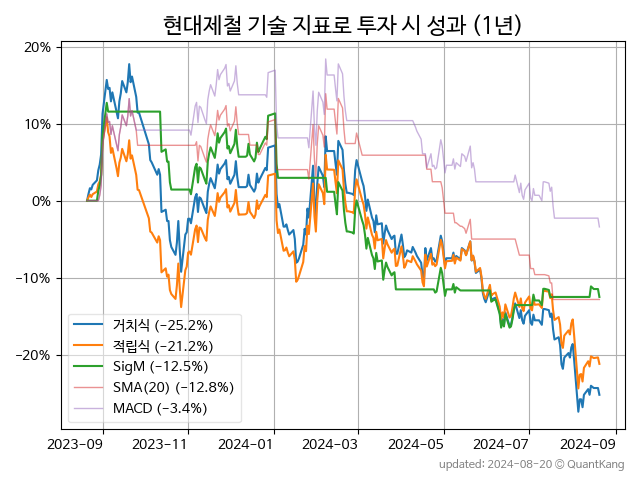 현대제철 기술 지표로 투자 시 성과 (1년)
20%
10%
0%
−10%
−20%
거치식 (−25.2%)
적립식 (−21.2%)
SigM (−12.5%)
SMA(20) (−12.8%)
MACD (−3.4%)
2023-09 2023-11 2024-01 2024-03 2024-05 2024-07 2024-09
updated: 2024-08-20 © QuantKang